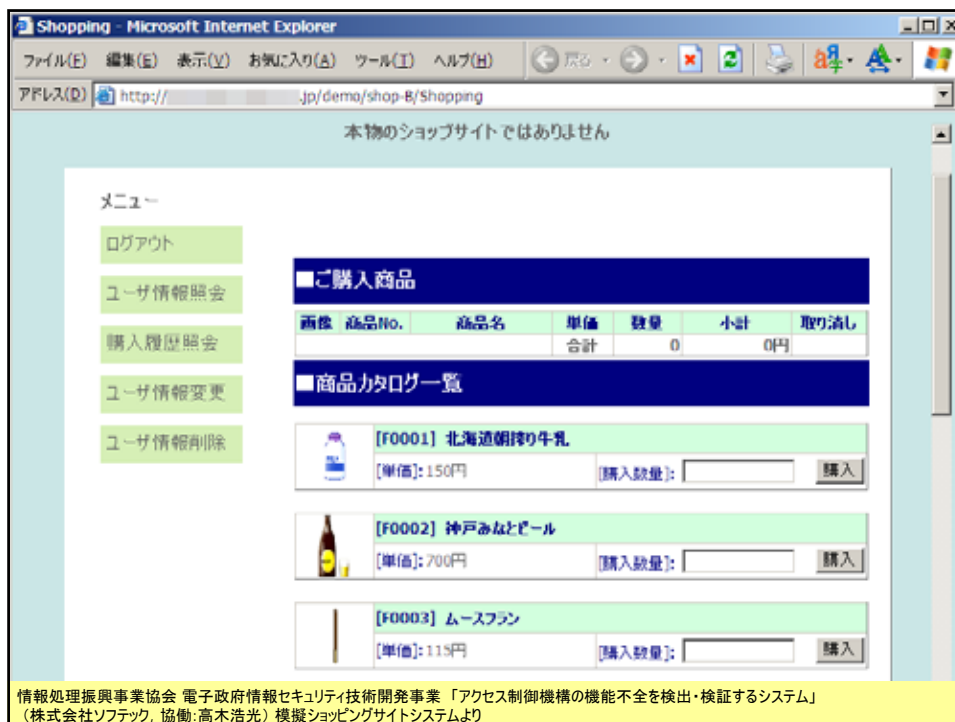 Shopping - Microsoft Internet Explorer
ファイル(F) 編集(E) 表示(V) お気に入り(A) ツール(T) ヘルプ(H) 戻る
アドレス(D) http:// .jp/demo/shop-B/Shopping
本物のショップサイトではありません
メニュー
ログアウト
ユーザ情報照会
購入履歴照会
ユーザ情報変更
ユーザ情報削除
■ご購入商品
画像 商品No. 商品名 単価 数量 小計 取り消し
合計 0 0円
■商品カタログ一覧
[F0001] 北海道朝搾り牛乳
[単価]:150円 [購入数量]: 購入
[F0002] 神戸みなとビール
[単価]:700円 [購入数量]: 購入
[F0003] ムースフラン
[単価]:115円 [購入数量]: 購入
情報処理振興事業協会 電子政府情報セキュリティ技術開発事業 「アクセス制御機構の機能不全を検出・検証するシステム」
(株式会社ソフテック, 協働:高木浩光) 模擬ショッピングサイトシステムより